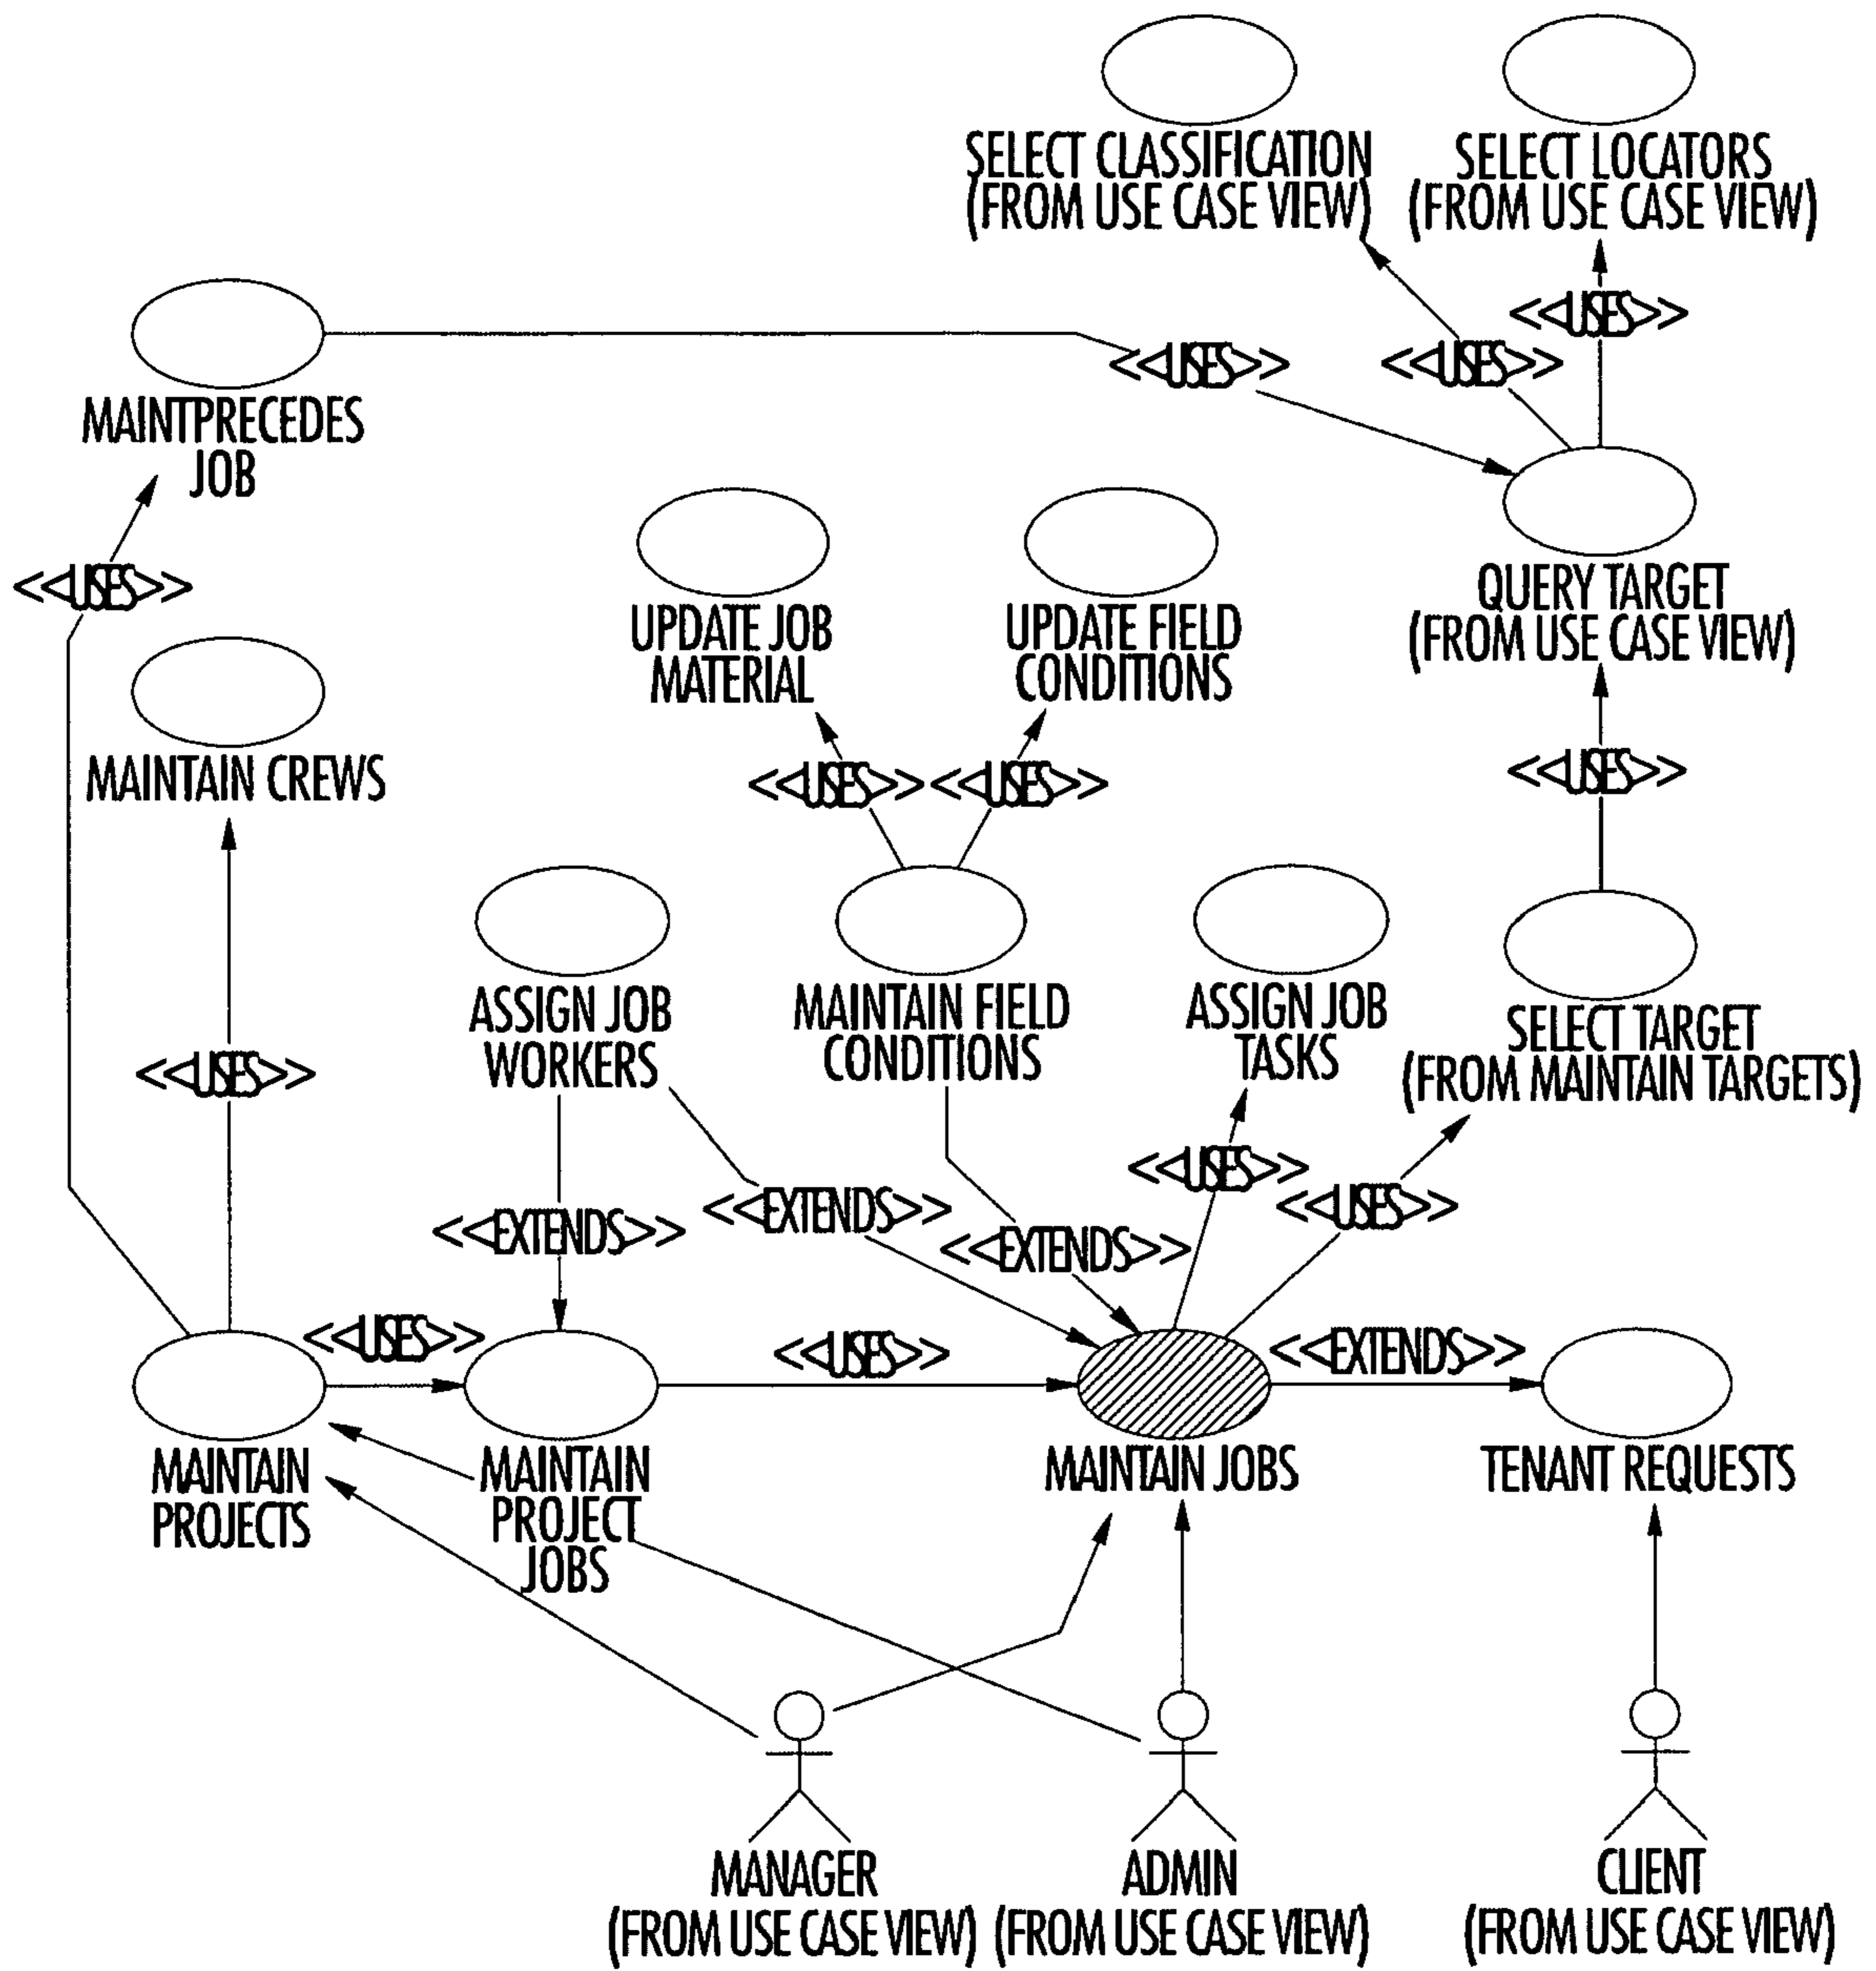 SELECT CLASSIFICATION
(FROM USE CASE VIEW)
SELECT LOCATORS
(FROM USE CASE VIEW)
<<USES>>
<<USES>>
<<USES>>
MAINTPRECEDES
JOB
QUERY TARGET
(FROM USE CASE VIEW)
<<USES>>
UPDATE JOB
MATERIAL
UPDATE FIELD
CONDITIONS
MAINTAIN CREWS
<<USES>>
<<USES>>
<<USES>>
ASSIGN JOB
WORKERS
MAINTAIN FIELD
CONDITIONS
ASSIGN JOB
TASKS
SELECT TARGET
(FROM MAINTAIN TARGETS)
<<USES>>
<<USES>>
<<USES>>
<<EXTENDS>>
<<EXTENDS>>
<<EXTENDS>>
<<USES>>
<<USES>>
<<EXTENDS>>
MAINTAIN
PROJECTS
MAINTAIN
PROJECT
JOBS
MAINTAIN JOBS
TENANT REQUESTS
MANAGER
(FROM USE CASE VIEW)
ADMIN
(FROM USE CASE VIEW)
CLIENT
(FROM USE CASE VIEW)